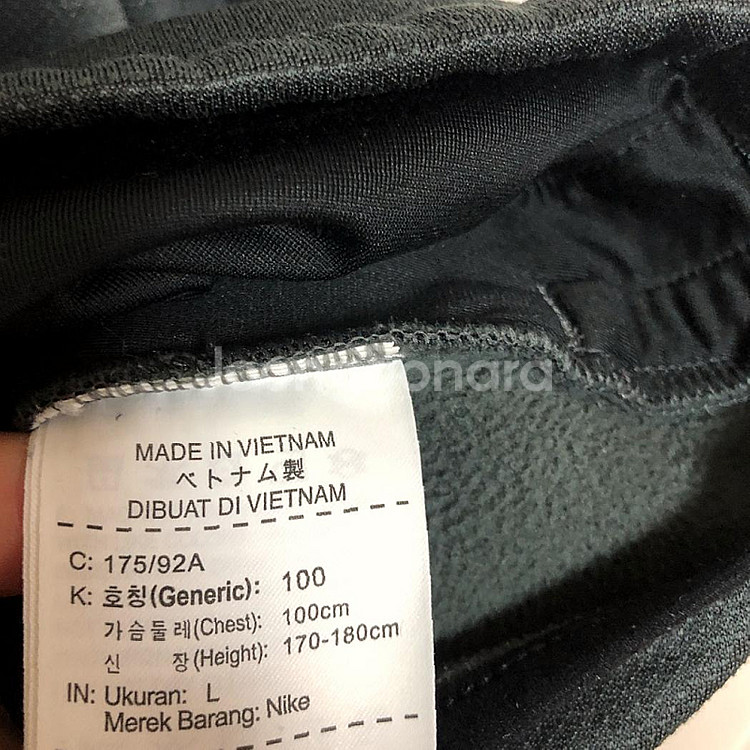 MADE IN VIETNAM
ベトナム製
DIBUAT DI VIETNAM
C: 175/92A
K: 호칭(Generic): 100
가슴둘레(Chest): 100cm
신 장(Height): 170-180cm
IN: Ukuran: L
Merek Barang: Nike